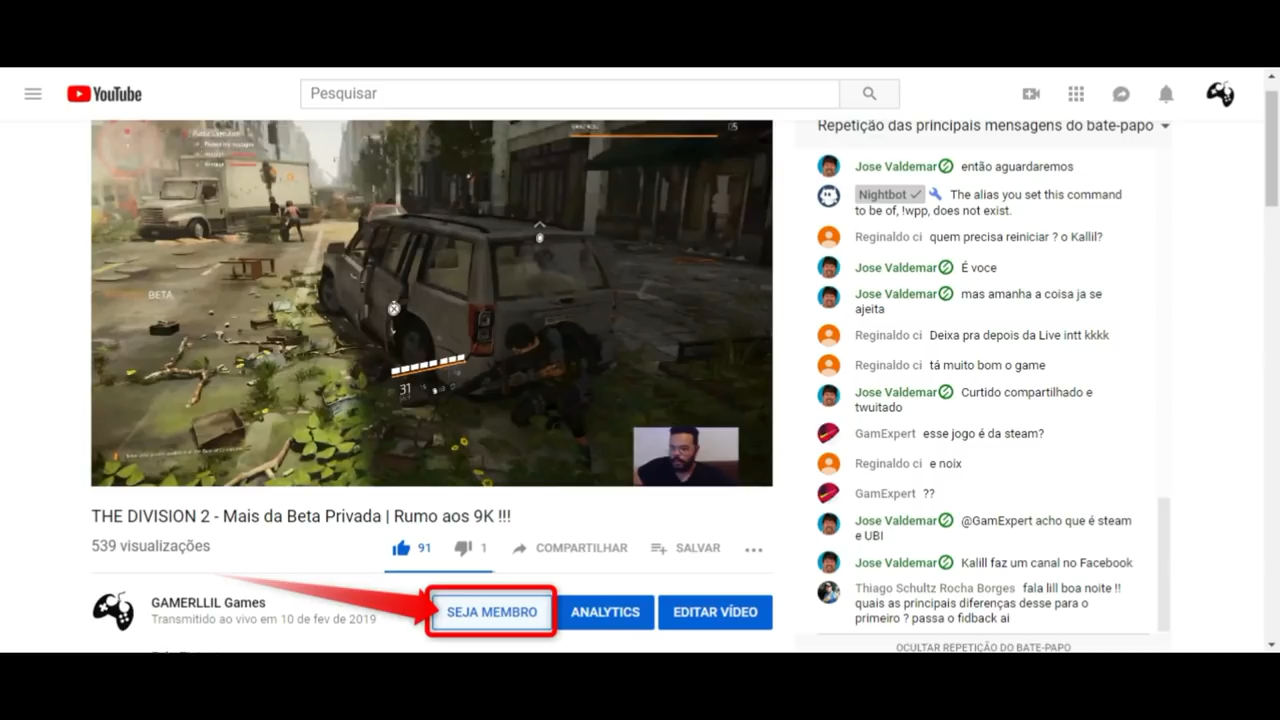 YouTube
Pesquisar
Repetição das principais mensagens do bate-papo
Jose Valdemar então aguardaremos
Nightbot The alias you set this command
to be of, !wpp, does not exist.
Reginaldo ci quem precisa reiniciar ? o Kallil?
Jose Valdemar É voce
Jose Valdemar mas amanha a coisa ja se
ajeita
Reginaldo ci Deixa pra depois da Live intt kkkk
Reginaldo ci tá muito bom o game
Jose Valdemar Curtido compartilhado e
twuitado
GamExpert esse jogo é da steam?
Reginaldo ci e noix
GamExpert ??
Jose Valdemar @GamExpert acho que é steam
e UBI
Jose Valdemar Kalill faz um canal no Facebook
Thiago Schultz Rocha Borges fala lill boa noite !!
quais as principais diferenças desse para o
primeiro ? passa o fidback ai
OCULTAR REPETIÇÃO DO BATE-PAPO
BETA
31
THE DIVISION 2 - Mais da Beta Privada | Rumo aos 9K !!!
539 visualizações
91
1
COMPARTILHAR
SALVAR
GAMERLLIL Games
Transmitido ao vivo em 10 de fev de 2019
SEJA MEMBRO
ANALYTICS
EDITAR VÍDEO